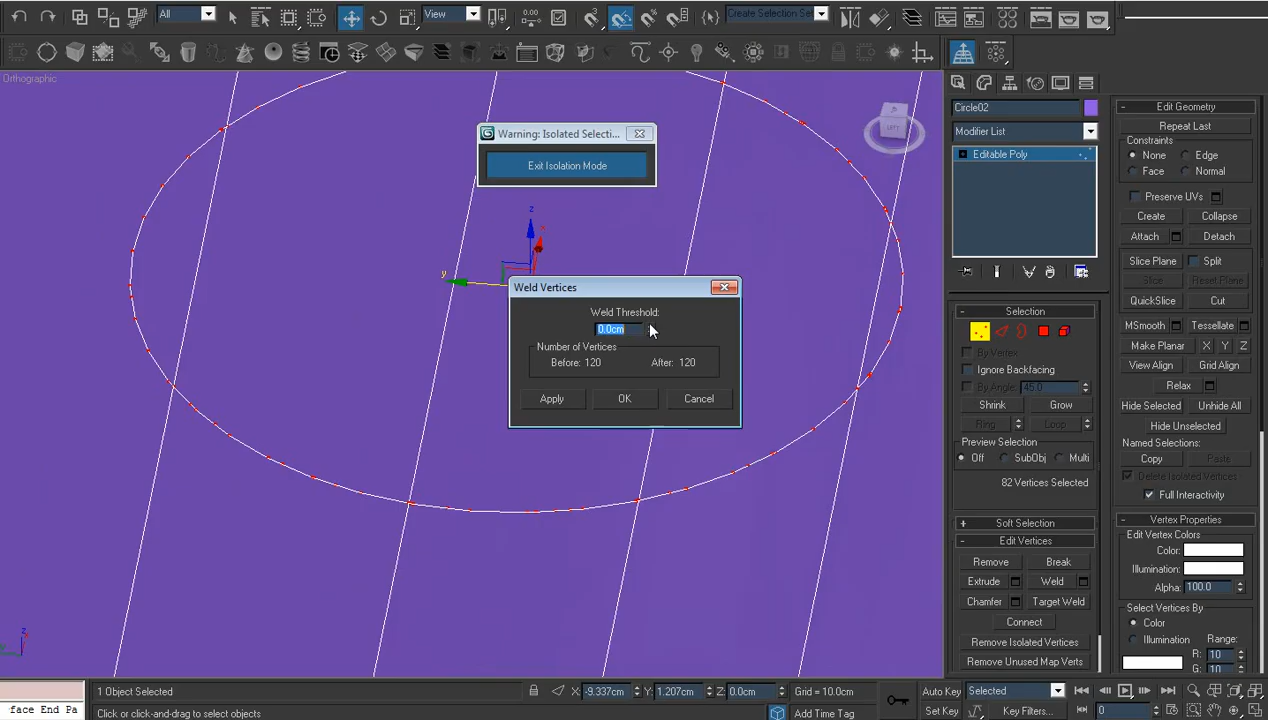 All
View
Create Selection Set
Orthographic
LEFT
Warning: Isolated Selecti...
Exit Isolation Mode
z
x
y
Weld Vertices
Weld Threshold:
0.0cm
Number of Vertices
Before: 120 After: 120
Apply OK Cancel
Circle02
Modifier List
Editable Poly
Selection
By Vertex
Ignore Backfacing
By Angle: 45.0
Shrink Grow
Ring Loop
Preview Selection
Off SubObj Multi
82 Vertices Selected
Soft Selection
Edit Vertices
Remove Break
Extrude Weld
Chamfer Target Weld
Connect
Remove Isolated Vertices
Remove Unused Map Verts
Edit Geometry
Repeat Last
Constraints
None Edge
Face Normal
Preserve UVs
Create Collapse
Attach Detach
Slice Plane Split
Slice Reset Plane
QuickSlice Cut
MSmooth Tessellate
Make Planar X Y Z
View Align Grid Align
Relax
Hide Selected Unhide All
Hide Unselected
Named Selections:
Copy Paste
Delete Isolated Vertices
Full Interactivity
Vertex Properties
Edit Vertex Colors
Color:
Illumination:
Alpha: 100.0
Select Vertices By
Color
Illumination Range:
R: 10
G: 10
z
1 Object Selected X: -9.337cm Y: 1.207cm Z: 0.0cm Grid = 10.0cm Auto Key Selected
face End Pa Click or click-and-drag to select objects Add Time Tag Set Key Key Filters... 0